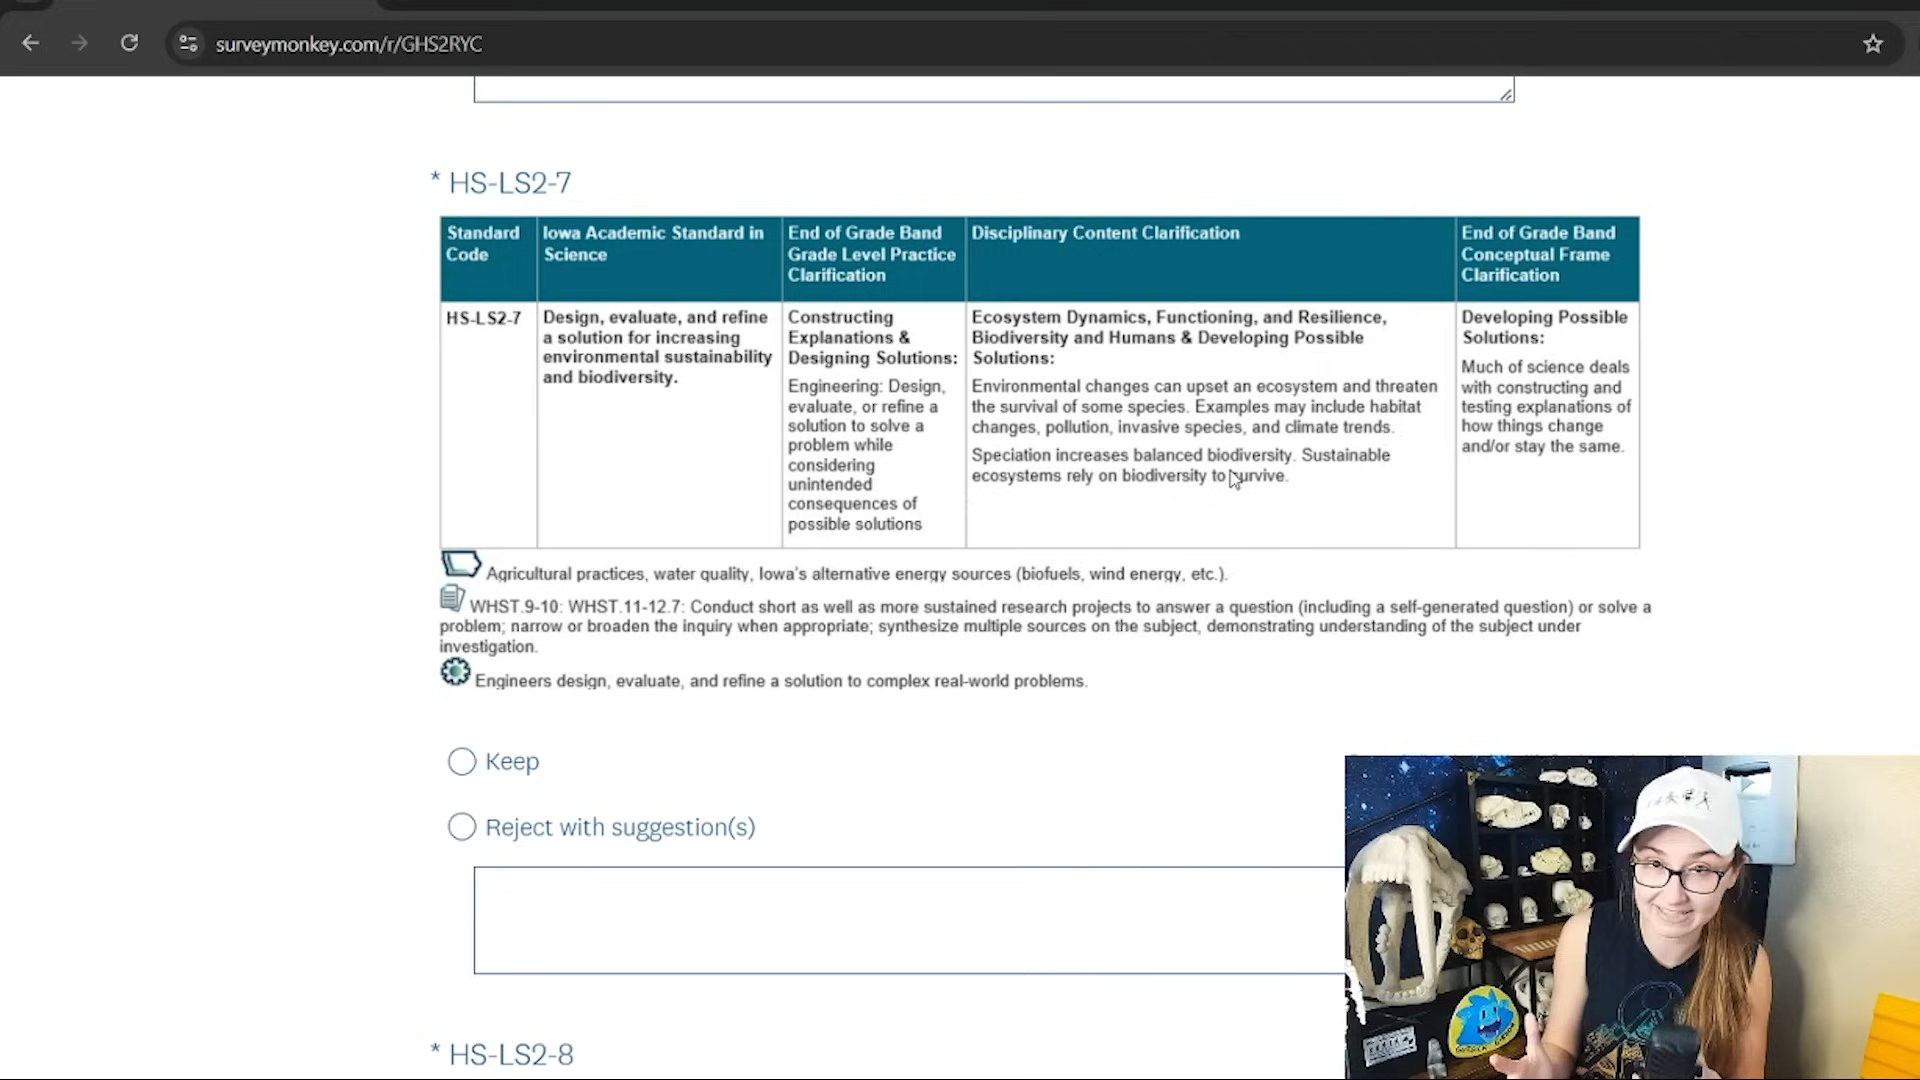 surveymonkey.com/r/GHS2RYC
* HS-LS2-7
Standard Code
Iowa Academic Standard in Science
End of Grade Band Grade Level Practice Clarification
Disciplinary Content Clarification
End of Grade Band Conceptual Frame Clarification
HS-LS2-7
Design, evaluate, and refine
a solution for increasing
environmental sustainability
and biodiversity.
Constructing
Explanations &
Designing Solutions:
Engineering: Design,
evaluate, or refine a
solution to solve a
problem while
considering
unintended
consequences of
possible solutions
Ecosystem Dynamics, Functioning, and Resilience,
Biodiversity and Humans & Developing Possible
Solutions:
Environmental changes can upset an ecosystem and threaten
the survival of some species. Examples may include habitat
changes, pollution, invasive species, and climate trends.
Speciation increases balanced biodiversity. Sustainable
ecosystems rely on biodiversity to survive.
Developing Possible
Solutions:
Much of science deals
with constructing and
testing explanations of
how things change
and/or stay the same.
Agricultural practices, water quality, Iowa's alternative energy sources (biofuels, wind energy, etc.).
WHST.9-10: WHST.11-12.7: Conduct short as well as more sustained research projects to answer a question (including a self-generated question) or solve a
problem; narrow or broaden the inquiry when appropriate; synthesize multiple sources on the subject, demonstrating understanding of the subject under
investigation.
Engineers design, evaluate, and refine a solution to complex real-world problems.
Keep
Reject with suggestion(s)
* HS-LS2-8